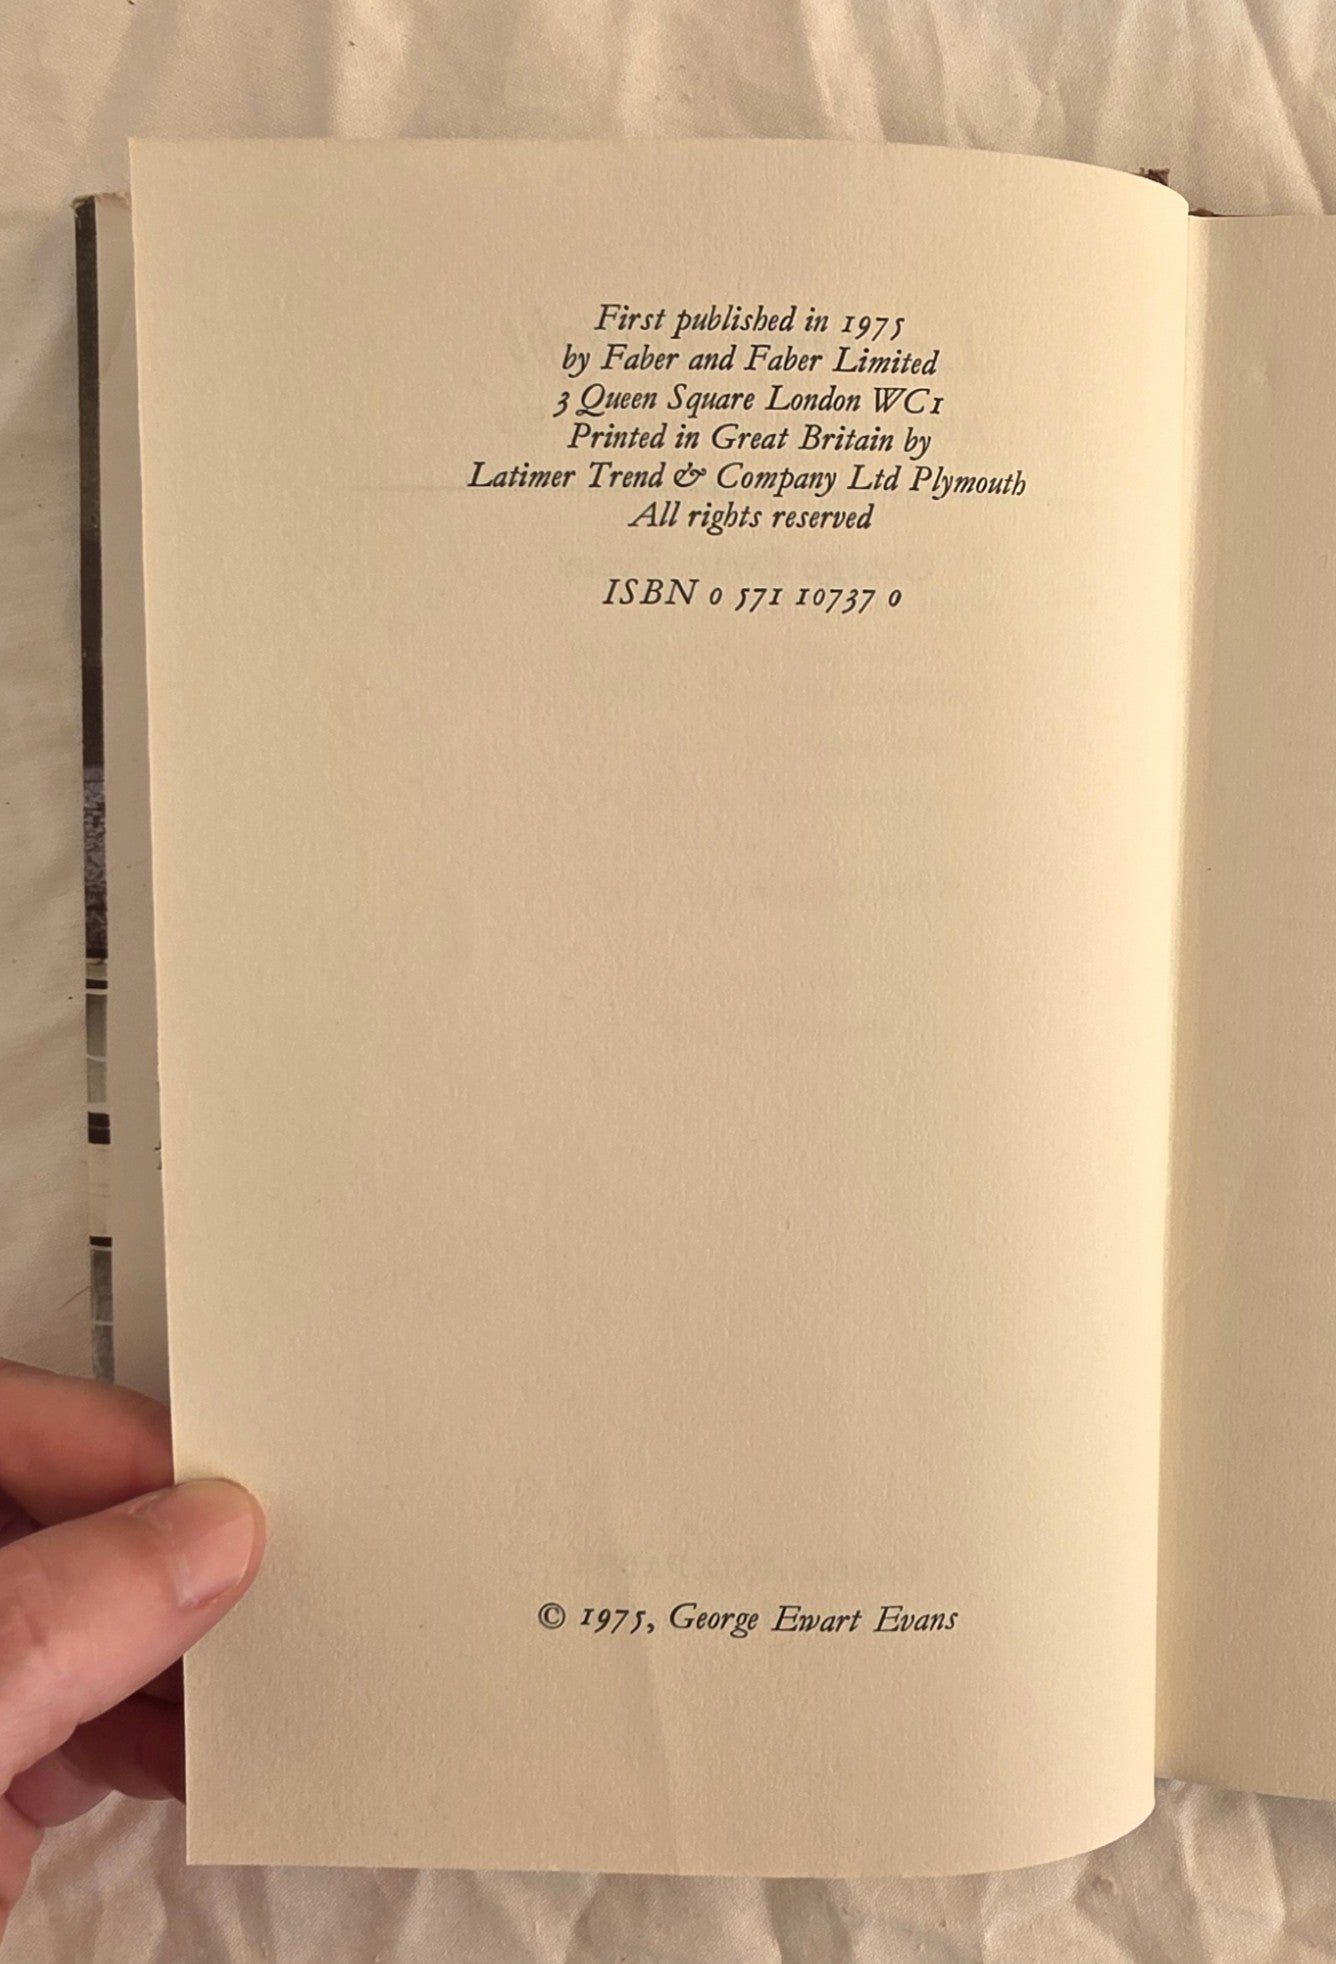 First published in 1975
by Faber and Faber Limited
3 Queen Square London WC1
Printed in Great Britain by
Latimer Trend & Company Ltd Plymouth
All rights reserved
ISBN 0 571 10737 0
© 1975, George Ewart Evans